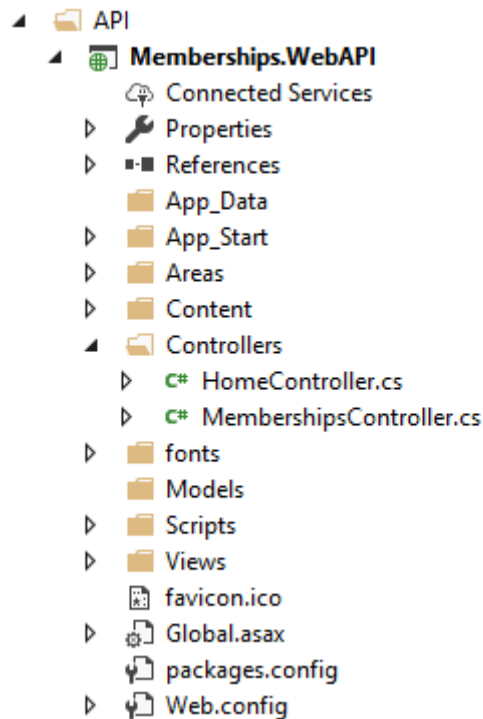 API
Memberships.WebAPI
Connected Services
Properties
References
App_Data
App_Start
Areas
Content
Controllers
C# HomeController.cs
C# MembershipsController.cs
fonts
Models
Scripts
Views
favicon.ico
Global.asax
packages.config
Web.config